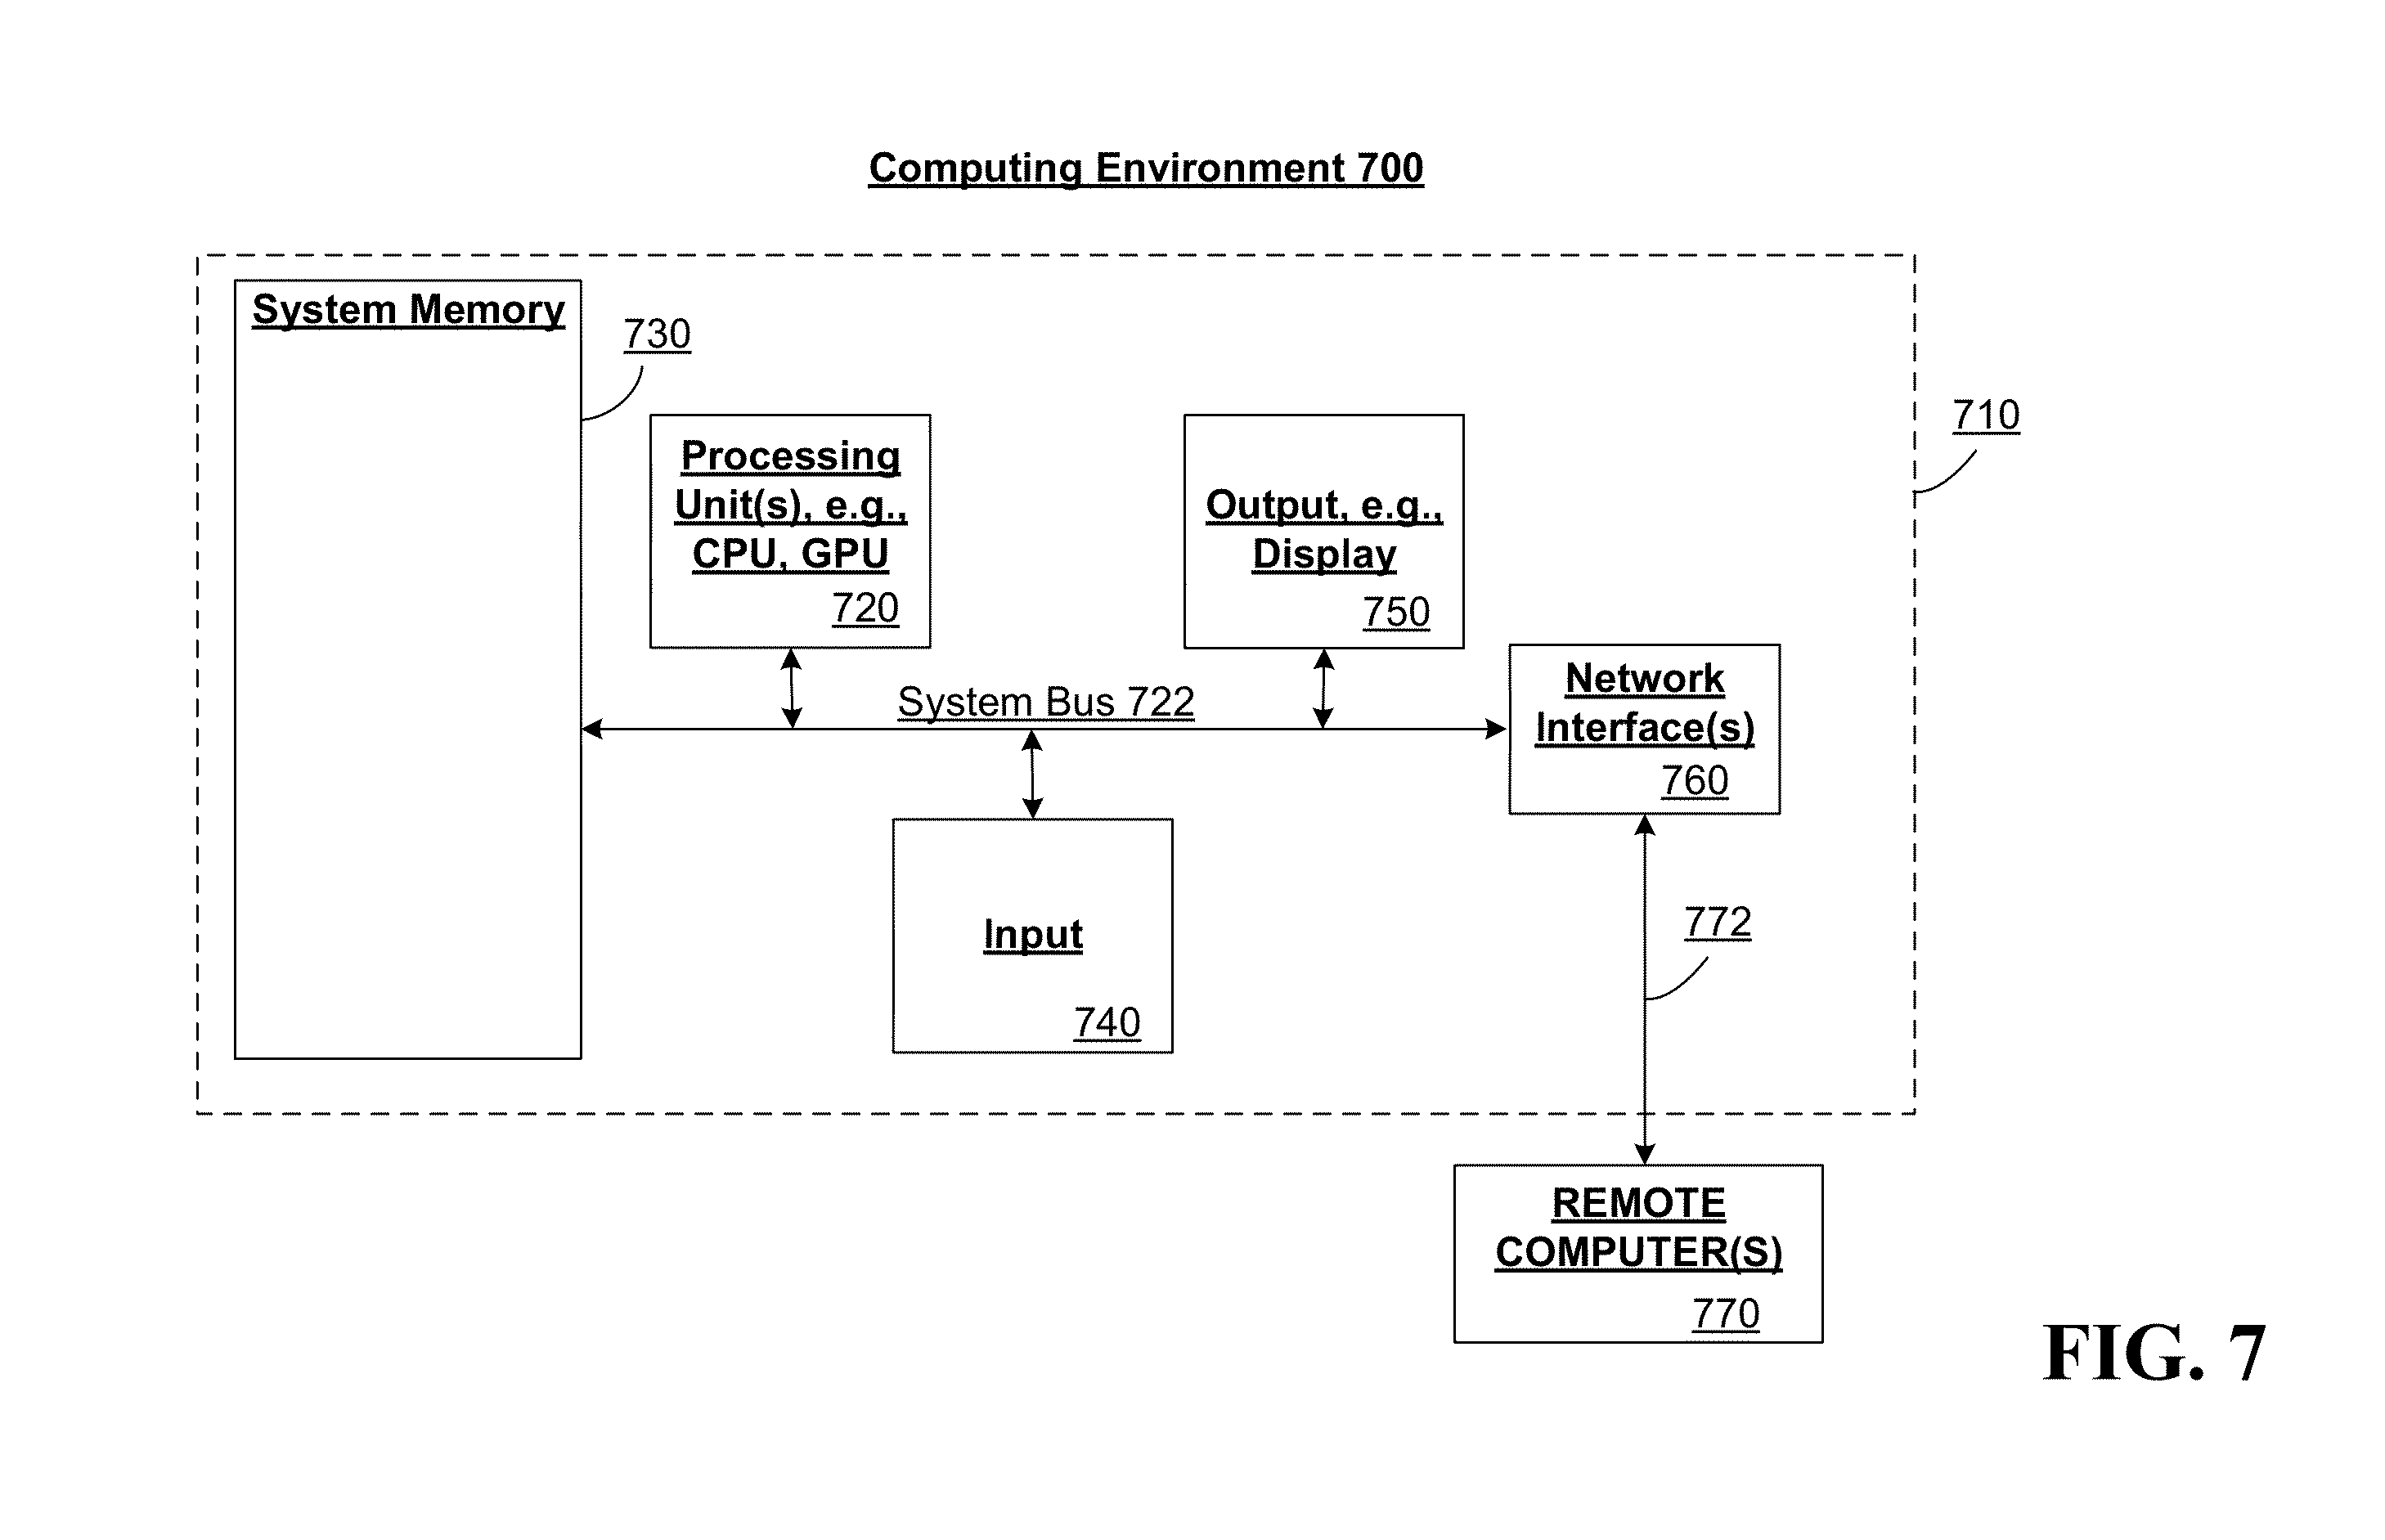 Computing Environment 700
System Memory
730
710
Processing
Unit(s), e.g.,
CPU, GPU
720
Output, e.g.,
Display
750
System Bus 722
Network
Interface(s)
760
Input
740
772
REMOTE
COMPUTER(S)
770
FIG. 7